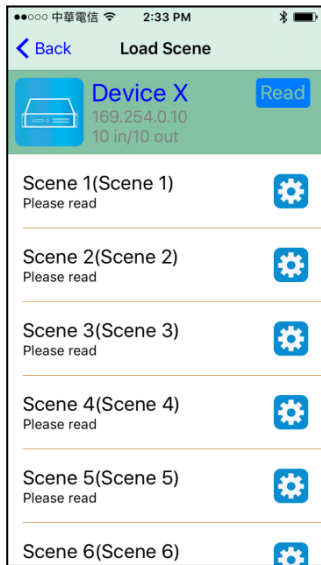 中華電信 2:33 PM
Back Load Scene
Device X Read
169.254.0.10
10 in/10 out
Scene 1(Scene 1)
Please read
Scene 2(Scene 2)
Please read
Scene 3(Scene 3)
Please read
Scene 4(Scene 4)
Please read
Scene 5(Scene 5)
Please read
Scene 6(Scene 6)